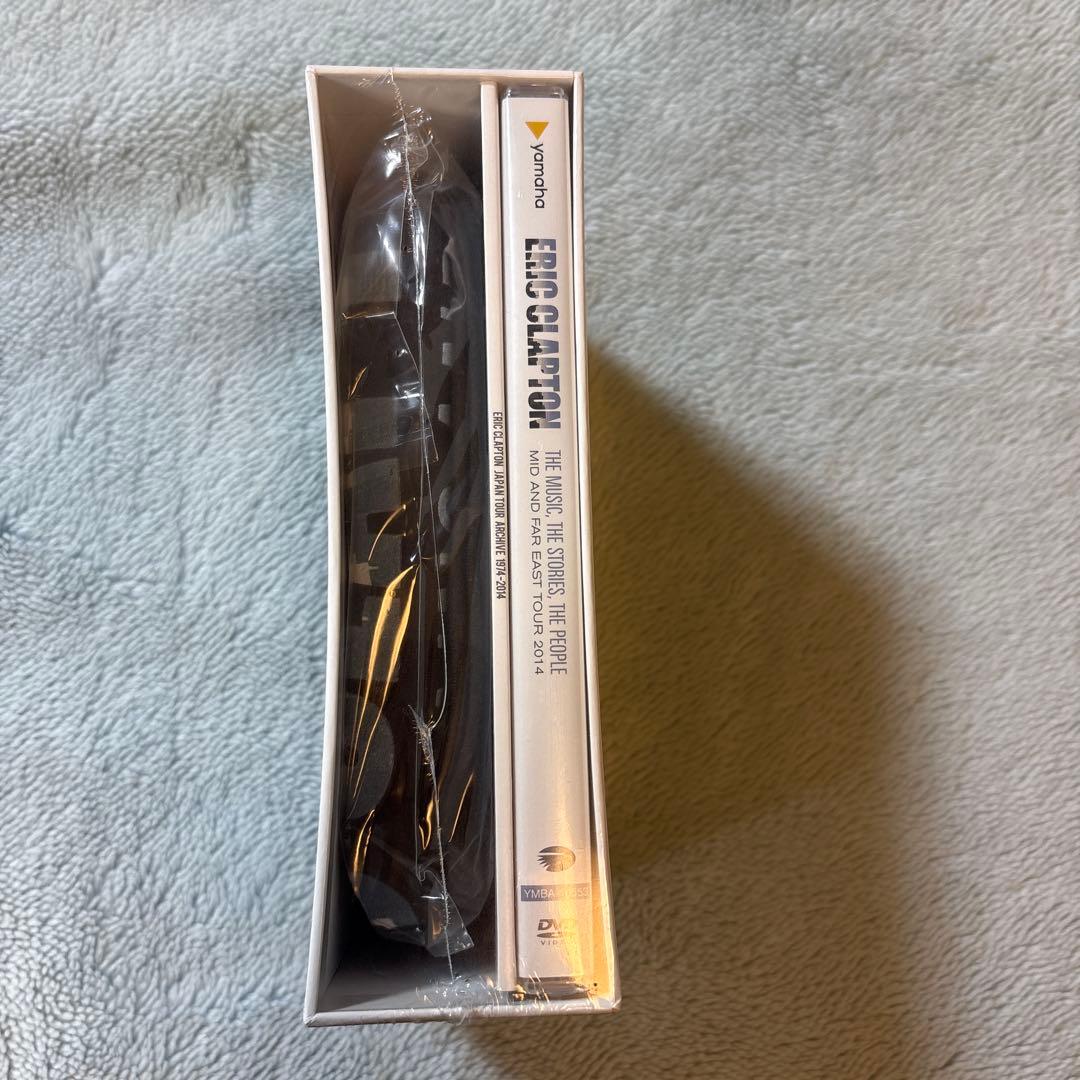 yamaha
ERIC CLAPTON
THE MUSIC, THE STORIES, THE PEOPLE
MID AND FAR EAST TOUR 2014
DVD
VIDEO
ERIC CLAPTON JAPAN TOUR ARCHIVE 1974-2014